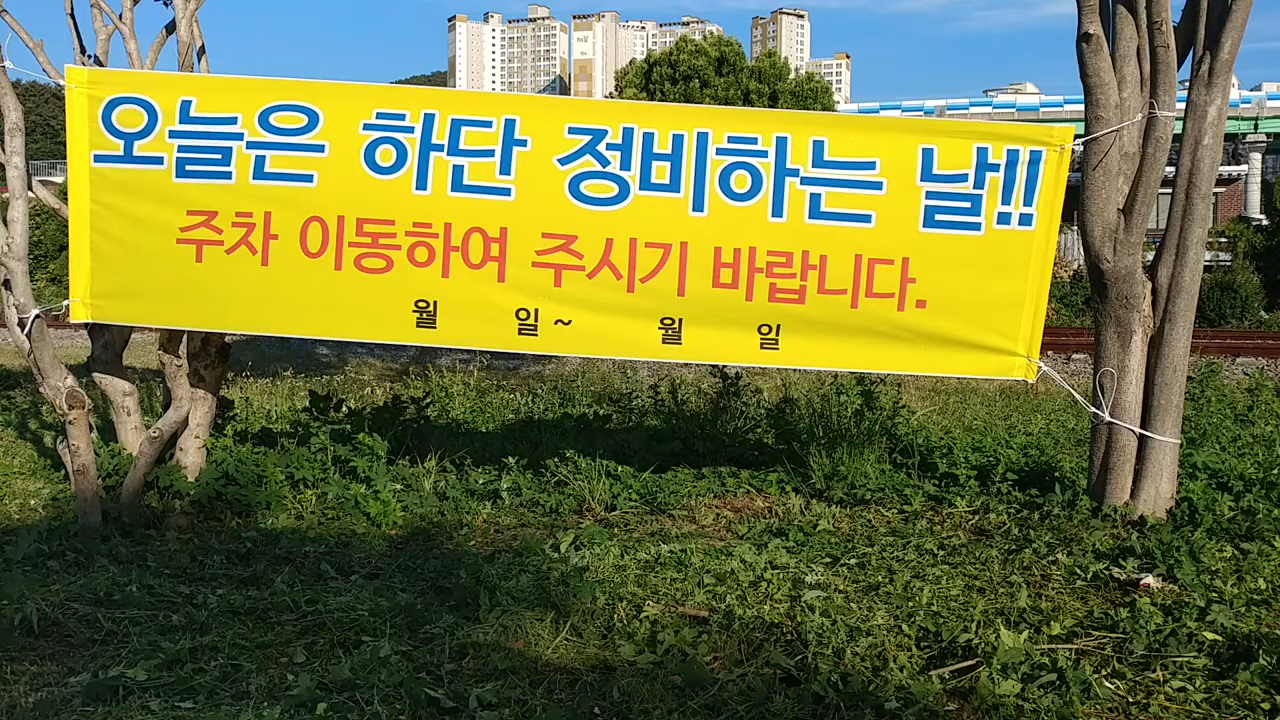 오늘은 하단 정비하는 날!!
주차 이동하여 주시기 바랍니다.
월 일~ 월 일